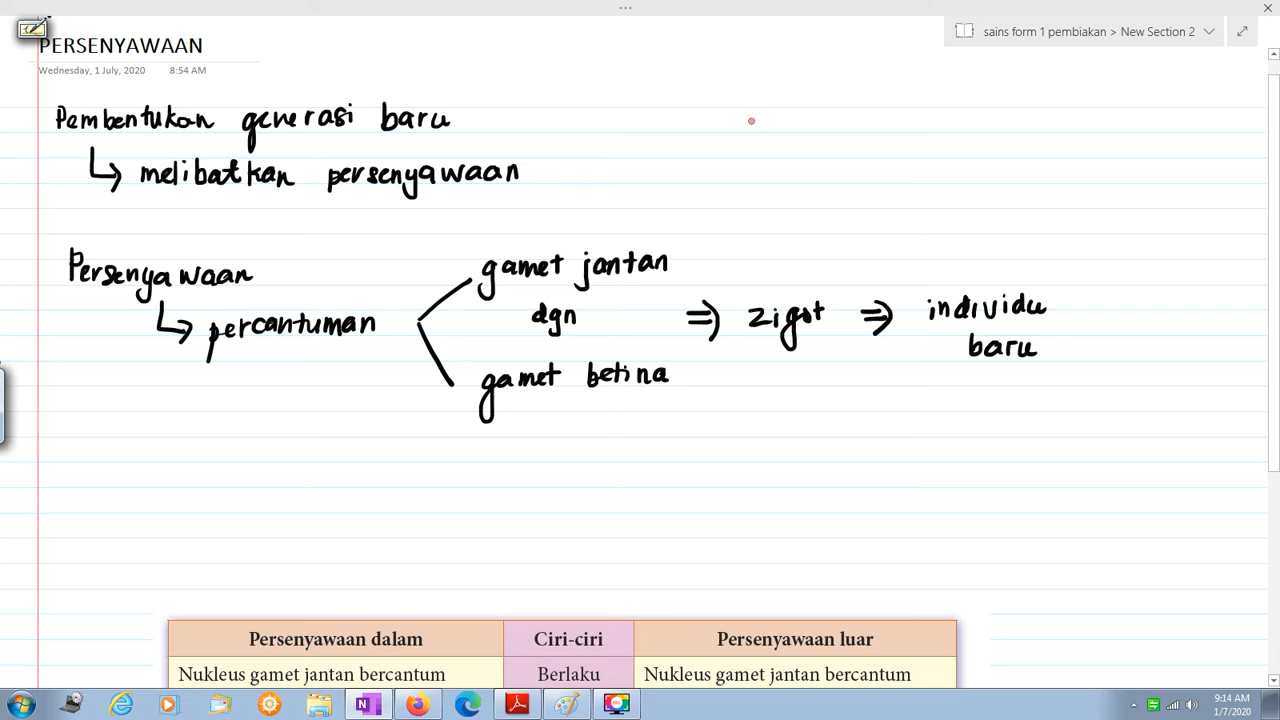 ...
sains form 1 pembiakan > New Section 2
PERSENYAWAAN
Wednesday, 1 July, 2020 8:54 AM
Pembentukan generasi baru
melibatkan persenyawaan
Persenyawaan
percantuman
gamet jantan
dgn
gamet betina
⇒ zigot ⇒ individu
baru
Persenyawaan dalam Ciri-ciri Persenyawaan luar
Nukleus gamet jantan bercantum Berlaku Nukleus gamet jantan bercantum
9:14 AM
1/7/2020